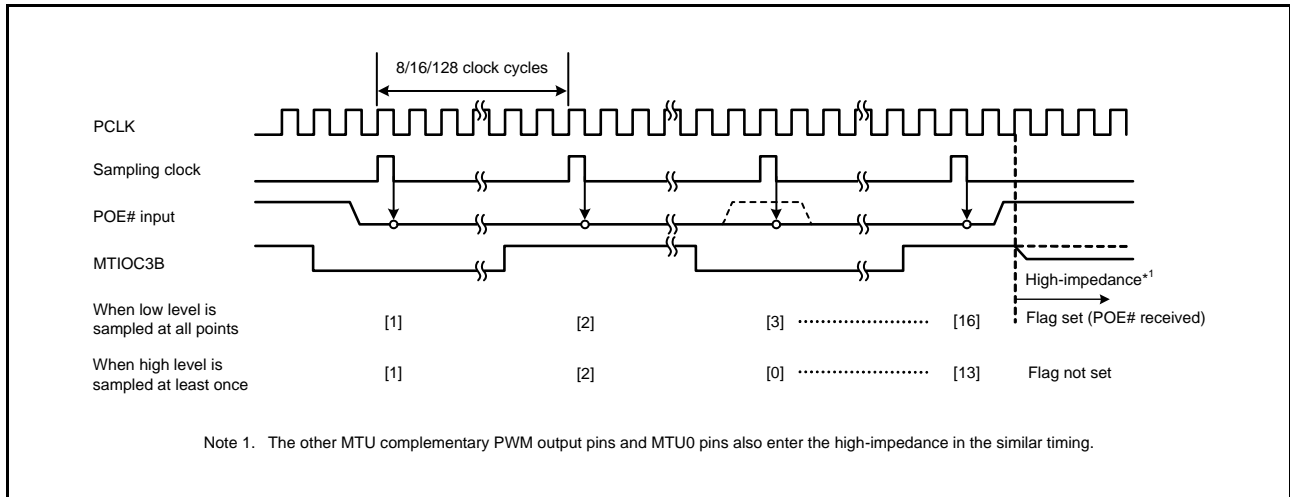 8/16/128 clock cycles
PCLK
Sampling clock
POE# input
MTIOC3B
High-impedance*1
When low level is
sampled at all points
[1] [2] [3] ...................... [16] Flag set (POE# received)
When high level is
sampled at least once
[1] [2] [0] ...................... [13] Flag not set
Note 1. The other MTU complementary PWM output pins and MTU0 pins also enter the high-impedance in the similar timing.